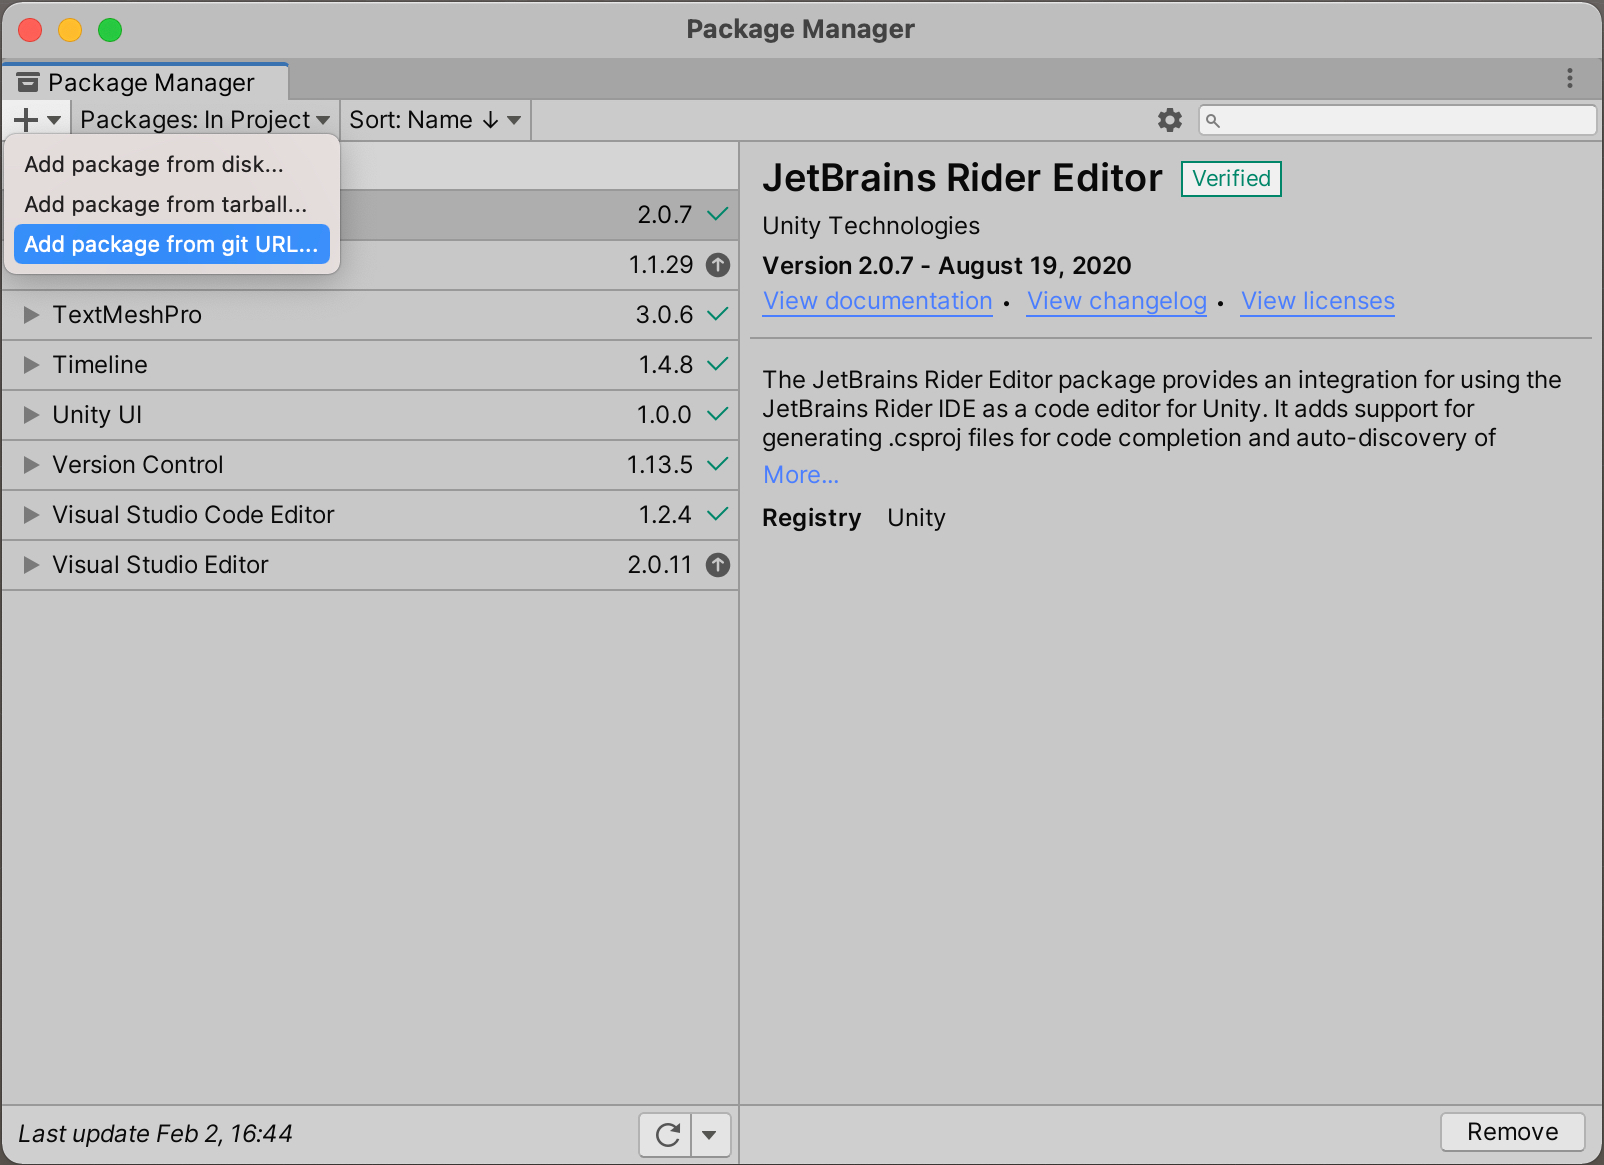 Package Manager
Package Manager
Packages: In Project
Sort: Name ↓
Add package from disk...
Add package from tarball...
Add package from git URL...
2.0.7
1.1.29
TextMeshPro 3.0.6
Timeline 1.4.8
Unity UI 1.0.0
Version Control 1.13.5
Visual Studio Code Editor 1.2.4
Visual Studio Editor 2.0.11
Last update Feb 2, 16:44
JetBrains Rider Editor Verified
Unity Technologies
Version 2.0.7 - August 19, 2020
View documentation • View changelog • View licenses
The JetBrains Rider Editor package provides an integration for using the
JetBrains Rider IDE as a code editor for Unity. It adds support for
generating .csproj files for code completion and auto-discovery of
More...
Registry Unity
Remove